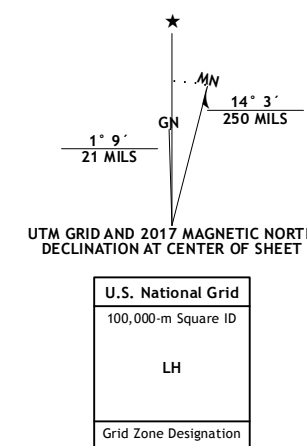 ★
MN
GN
14° 3´
250 MILS
1° 9´
21 MILS
UTM GRID AND 2017 MAGNETIC NORTH
DECLINATION AT CENTER OF SHEET
U.S. National Grid
100,000-m Square ID
LH
Grid Zone Designation